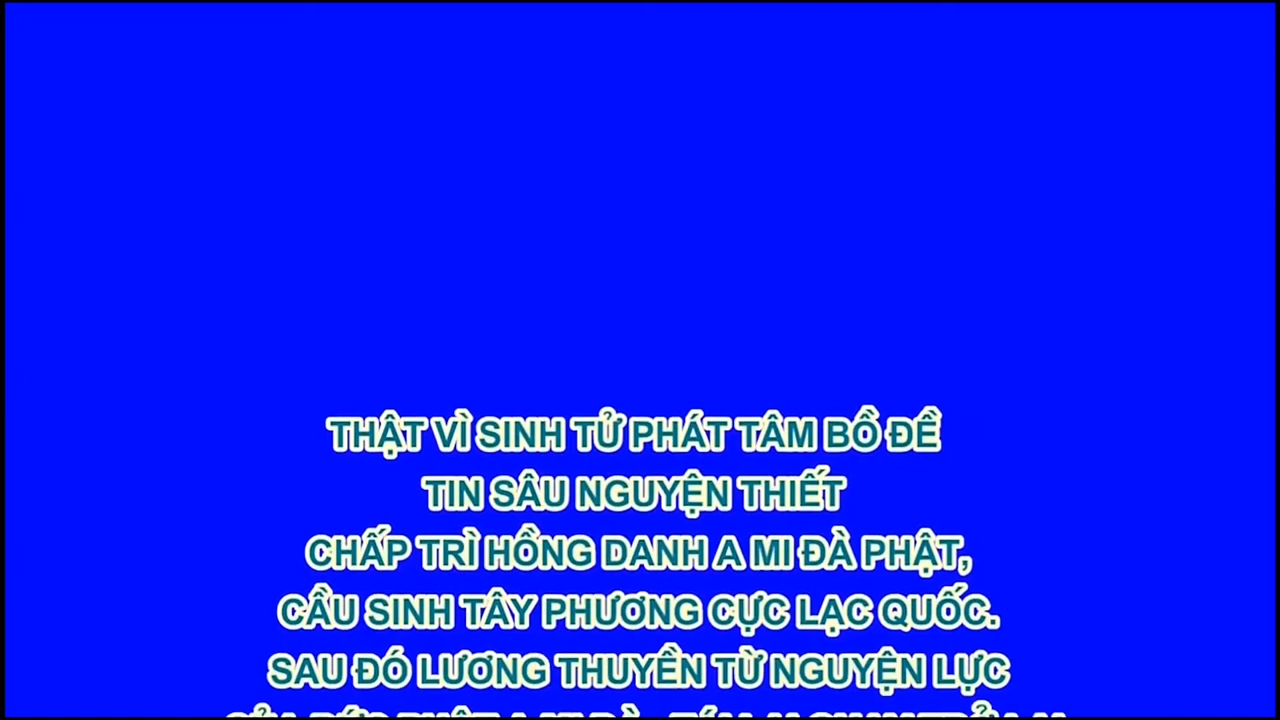 THẬT VÌ SINH TỬ PHÁT TÂM BỒ ĐỀ
TIN SÂU NGUYỆN THIẾT
CHẤP TRÌ HỒNG DANH A MI ĐÀ PHẬT,
CẦU SINH TÂY PHƯƠNG CỰC LẠC QUỐC.
SAU ĐÓ LƯƠNG THUYỀN TỪ NGUYỆN LỰC